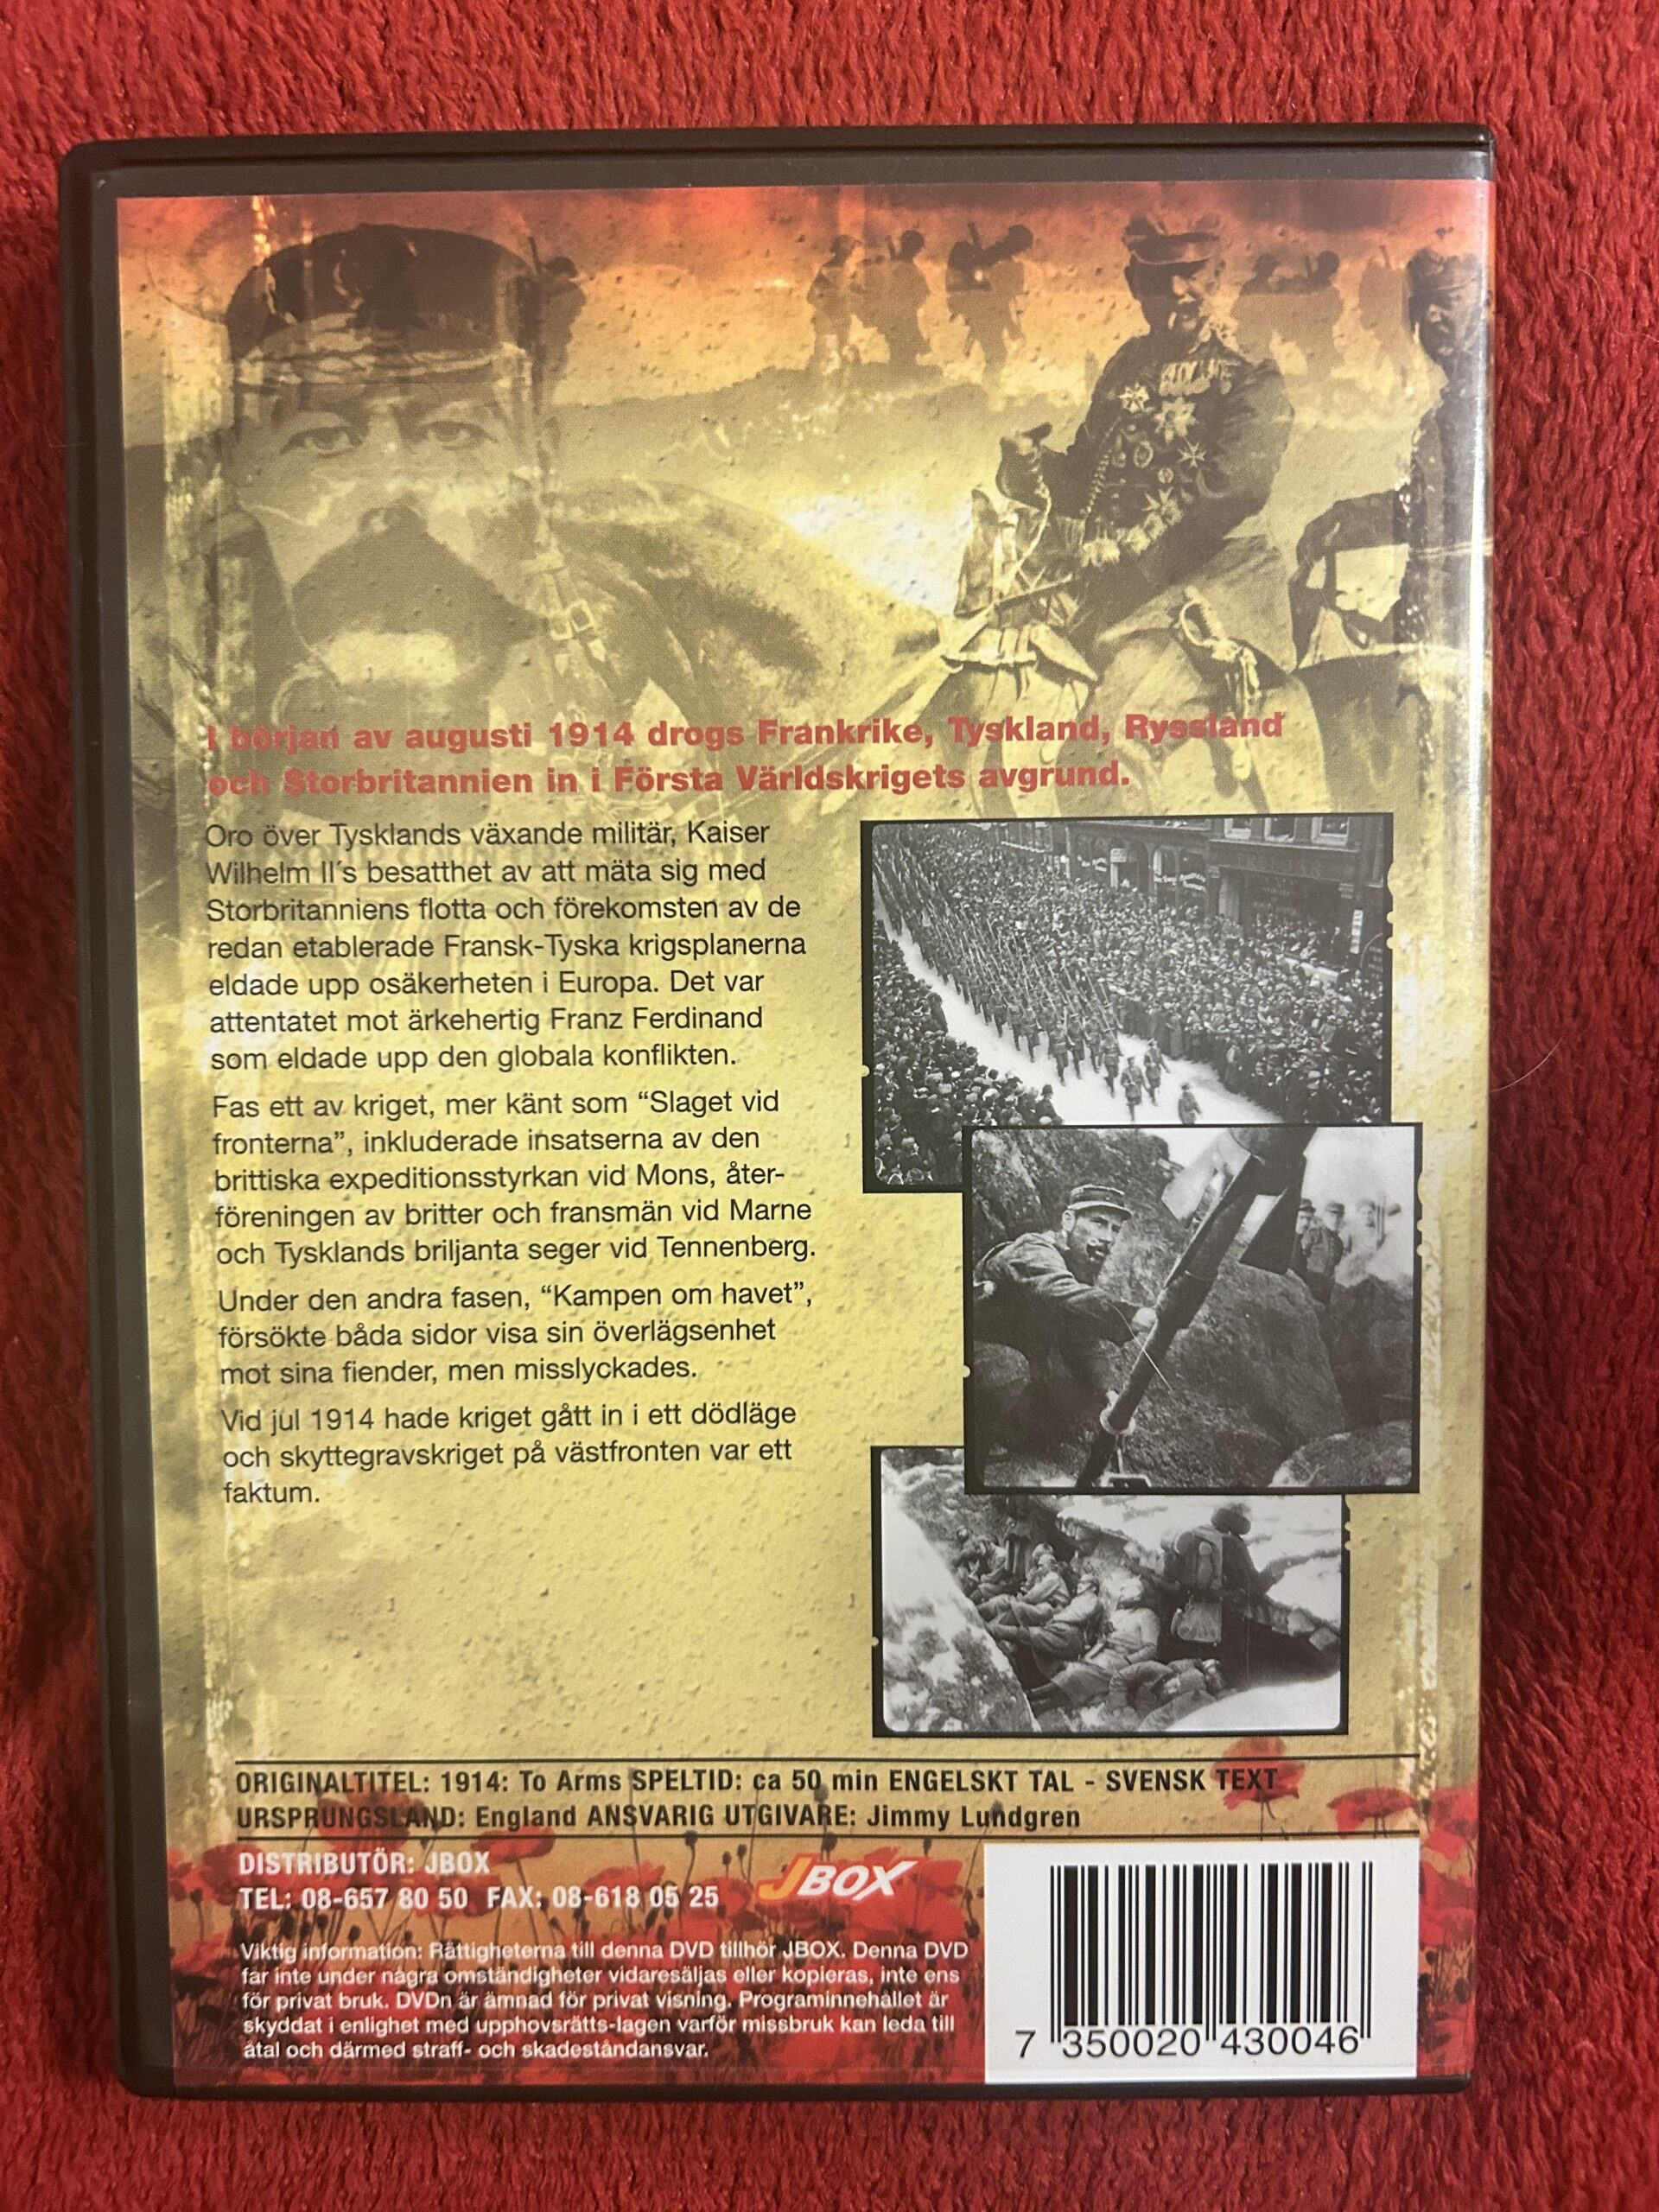 I början av augusti 1914 drogs Frankrike, Tyskland, Ryssland
och Storbritannien in i Första Världskrigets avgrund.
Oro över Tysklands växande militär, Kaiser
Wilhelm II´s besatthet av att mäta sig med
Storbritanniens flotta och förekomsten av de
redan etablerade Fransk-Tyska krigsplanerna
eldade upp osäkerheten i Europa. Det var
attentatet mot ärkehertig Franz Ferdinand
som eldade upp den globala konflikten.
Fas ett av kriget, mer känt som “Slaget vid
fronterna”, inkluderade insatserna av den
brittiska expeditionsstyrkan vid Mons, åter-
föreningen av britter och fransmän vid Marne
och Tysklands briljanta seger vid Tennenberg.
Under den andra fasen, “Kampen om havet”,
försökte båda sidor visa sin överlägsenhet
mot sina fiender, men misslyckades.
Vid jul 1914 hade kriget gått in i ett dödläge
och skyttegravskriget på västfronten var ett
faktum.
ORIGINALTITEL: 1914: To Arms SPELTID: ca 50 min ENGELSKT TAL - SVENSK TEXT
URSPRUNGSLAND: England ANSVARIG UTGIVARE: Jimmy Lundgren
DISTRIBUTÖR: JBOX
TEL: 08-657 80 50 FAX: 08-618 05 25
JBOX
Viktig information: Rättigheterna till denna DVD tillhör JBOX. Denna DVD
får inte under några omständigheter vidaresäljas eller kopieras, inte ens
för privat bruk. DVDn är ämnad för privat visning. Programinnehållet är
skyddat i enlighet med upphovsrätts-lagen varför missbruk kan leda till
åtal och därmed straff- och skadeståndansvar.
7 350020 430046